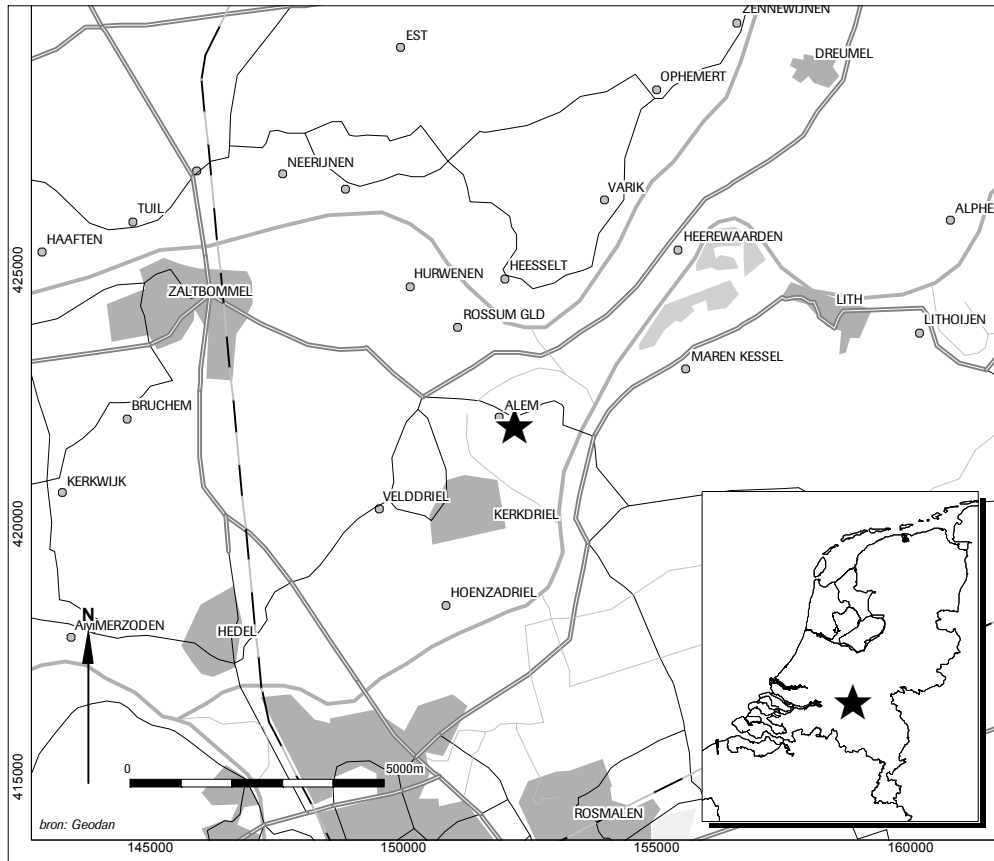 ZENNEWIJNEN
EST
DREUMEL
OPHEMERT
NEERIJNEN
VARIK
TUIL
ALPHE
HAAFTEN
HEEREWAARDEN
HEESSELT
HURWENEN
425000
ZALTBOMMEL
LITH
ROSSUM GLD
LITHOIJEN
MAREN KESSEL
ALEM
BRUCHEM
KERKWIJK
VELDDRIEL
KERKDRIEL
420000
HOENZADRIEL
N
AMMERZODEN
HEDEL
415000
0
5000m
ROSMALEN
bron: Geodan
145000
150000
155000
160000